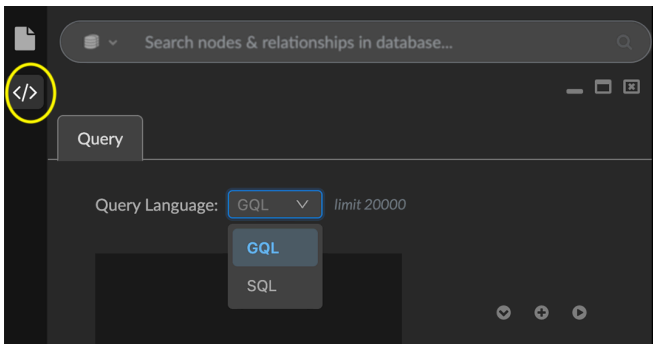 Search nodes & relationships in database...
</>
Query
Query Language: GQL limit 20000
GQL
SQL